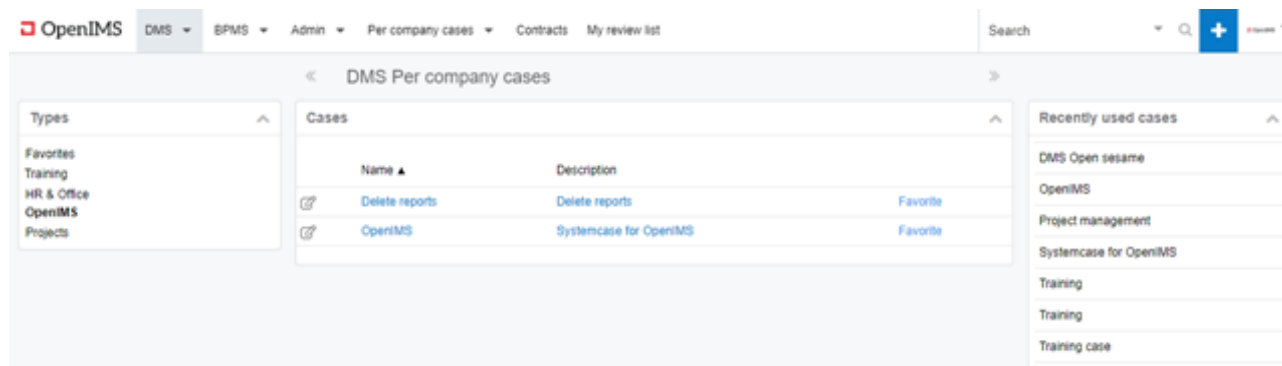 OpenIMS DMS BPMS Admin Per company cases Contracts My review list Search
DMS Per company cases
Types
Favorites
Training
HR & Office
OpenIMS
Projects
Cases
Name Description
Delete reports Delete reports Favorite
OpenIMS Systemcase for OpenIMS Favorite
Recently used cases
DMS Open sesame
OpenIMS
Project management
Systemcase for OpenIMS
Training
Training
Training case